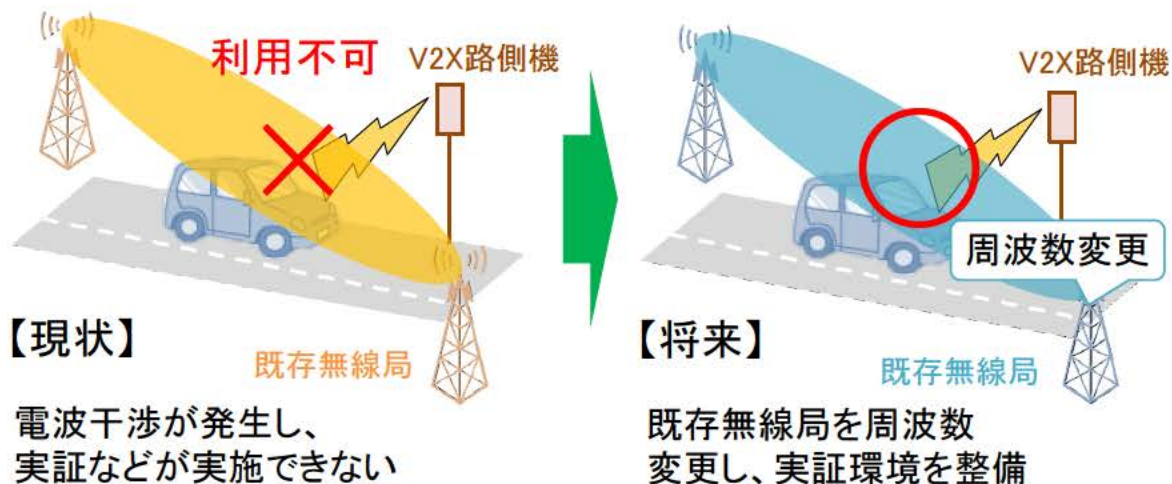 利用不可
V2X路側機
【現状】
既存無線局
電波干渉が発生し、
実証などが実施できない
V2X路側機
周波数変更
【将来】
既存無線局
既存無線局を周波数
変更し、実証環境を整備